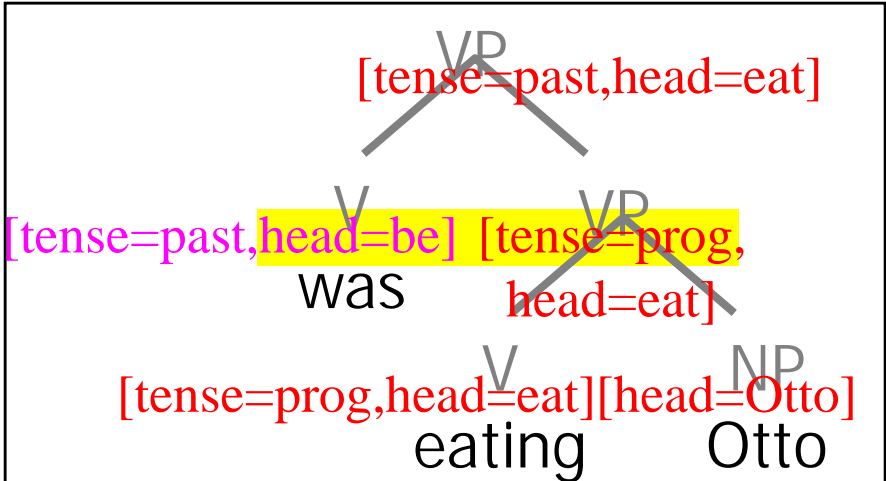 VP
[tense=past,head=eat]
V VP
[tense=past,head=be] [tense=prog,
was head=eat]
V NP
[tense=prog,head=eat][head=Otto]
eating Otto